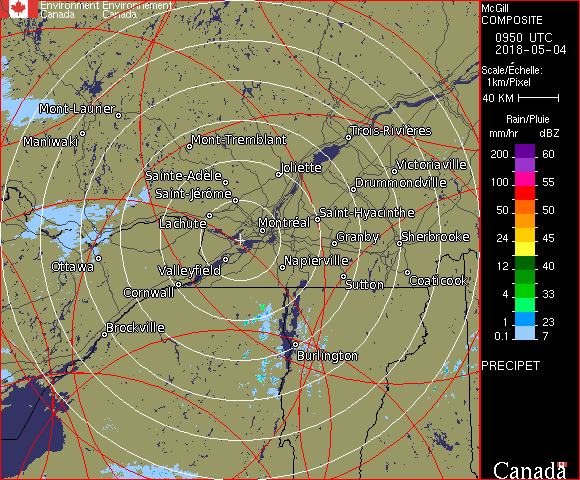 Environment Environnement
Canada Canada
McGill
COMPOSITE
0950 UTC
2018-05-04
Scale/Échelle:
1km/Pixel
40 KM
Rain/Pluie
mm/hr dBZ
200 60
155
100 55
50 50
24 45
12 40
4 33
1 23
0.1 7
PRECIPET
Canada
Mont-Laurier
Maniwaki
Mont-Tremblant
Trois-Rivières
Sainte-Adèle
Joliette
Victoriaville
Saint-Jérôme
Drummondville
Lachute
Montréal
Saint-Hyacinthe
Granby
Sherbrooke
Ottawa
Valleyfield
Napierville
Cornwall
Sutton
Coaticook
Brockville
Burlington